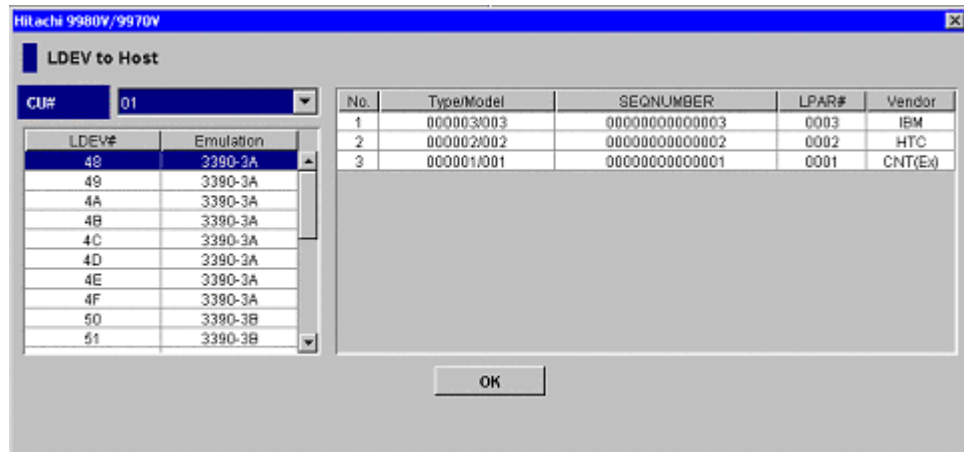 Hitachi 9980V/9970V
LDEV to Host
CU# 01
LDEV# Emulation
48 3390-3A
49 3390-3A
4A 3390-3A
4B 3390-3A
4C 3390-3A
4D 3390-3A
4E 3390-3A
4F 3390-3A
50 3390-3B
51 3390-3B
No. Type/Model SEQNUMBER LPAR# Vendor
1 000003/003 00000000000003 0003 IBM
2 000002/002 00000000000002 0002 HTC
3 000001/001 00000000000001 0001 CNT(Ex)
OK